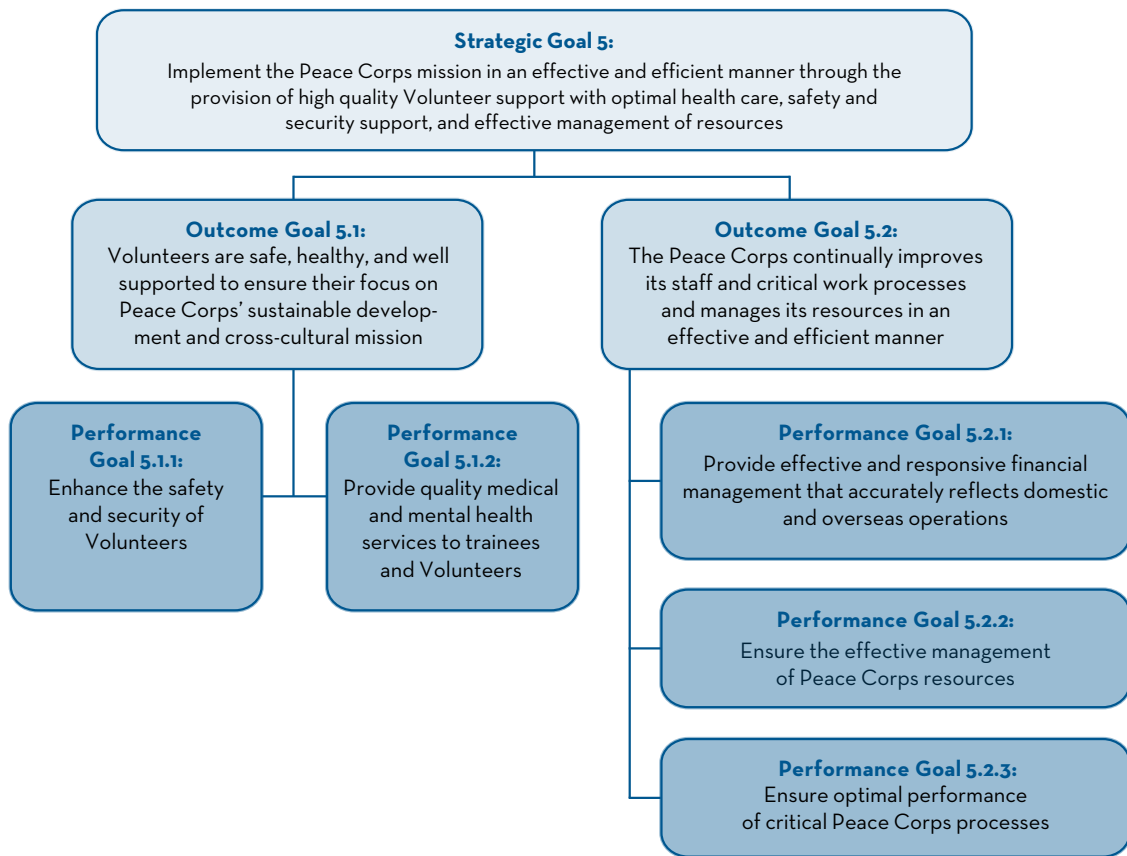 Strategic Goal 5:
Implement the Peace Corps mission in an effective and efficient manner through the
provision of high quality Volunteer support with optimal health care, safety and
security support, and effective management of resources
Outcome Goal 5.1:
Volunteers are safe, healthy, and well
supported to ensure their focus on
Peace Corps’ sustainable develop-
ment and cross-cultural mission
Outcome Goal 5.2:
The Peace Corps continually improves
its staff and critical work processes
and manages its resources in an
effective and efficient manner
Performance
Goal 5.1.1:
Enhance the safety
and security of
Volunteers
Performance
Goal 5.1.2:
Provide quality medical
and mental health
services to trainees
and Volunteers
Performance Goal 5.2.1:
Provide effective and responsive financial
management that accurately reflects domestic
and overseas operations
Performance Goal 5.2.2:
Ensure the effective management
of Peace Corps resources
Performance Goal 5.2.3:
Ensure optimal performance
of critical Peace Corps processes